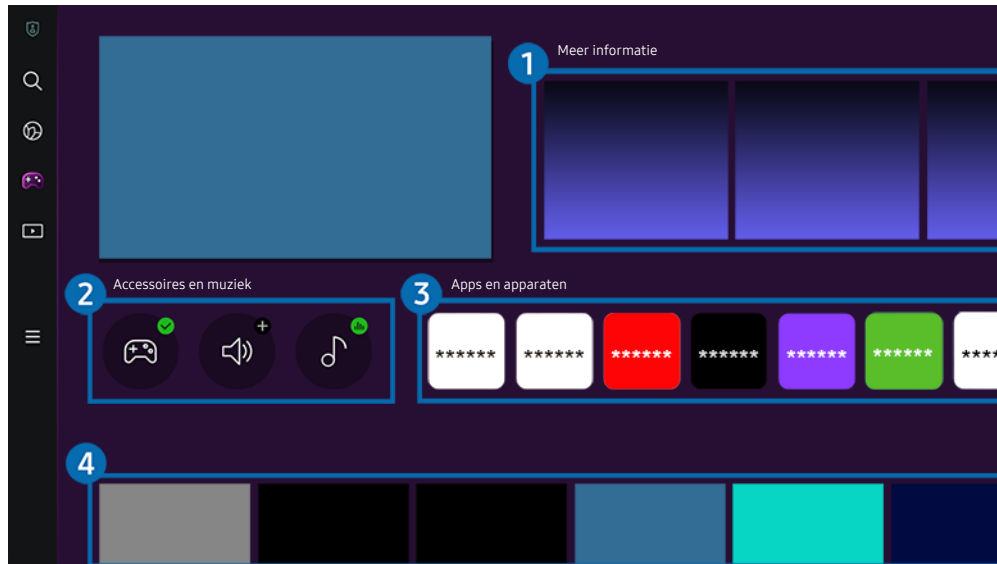 1
Meer informatie
2
Accessoires en muziek
3
Apps en apparaten
****** ****** ****** ****** ****** ****** ****
4